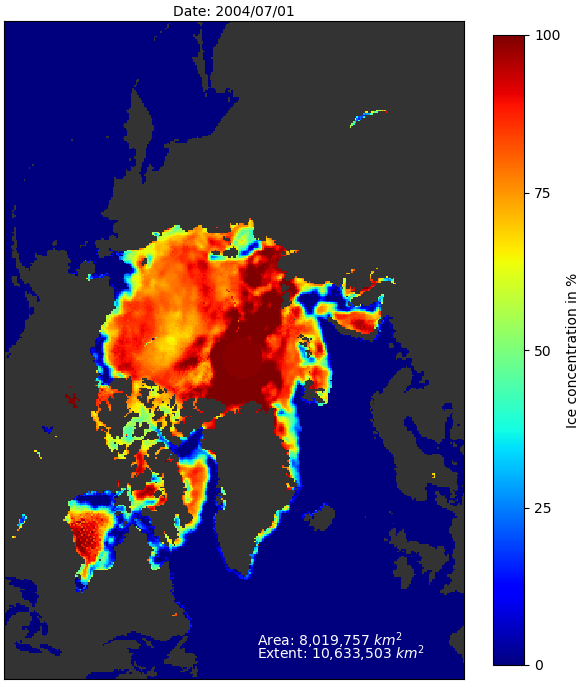 Date: 2004/07/01
100
75
50
25
0
Ice concentration in %
Area: 8,019,757 km²
Extent: 10,633,503 km²